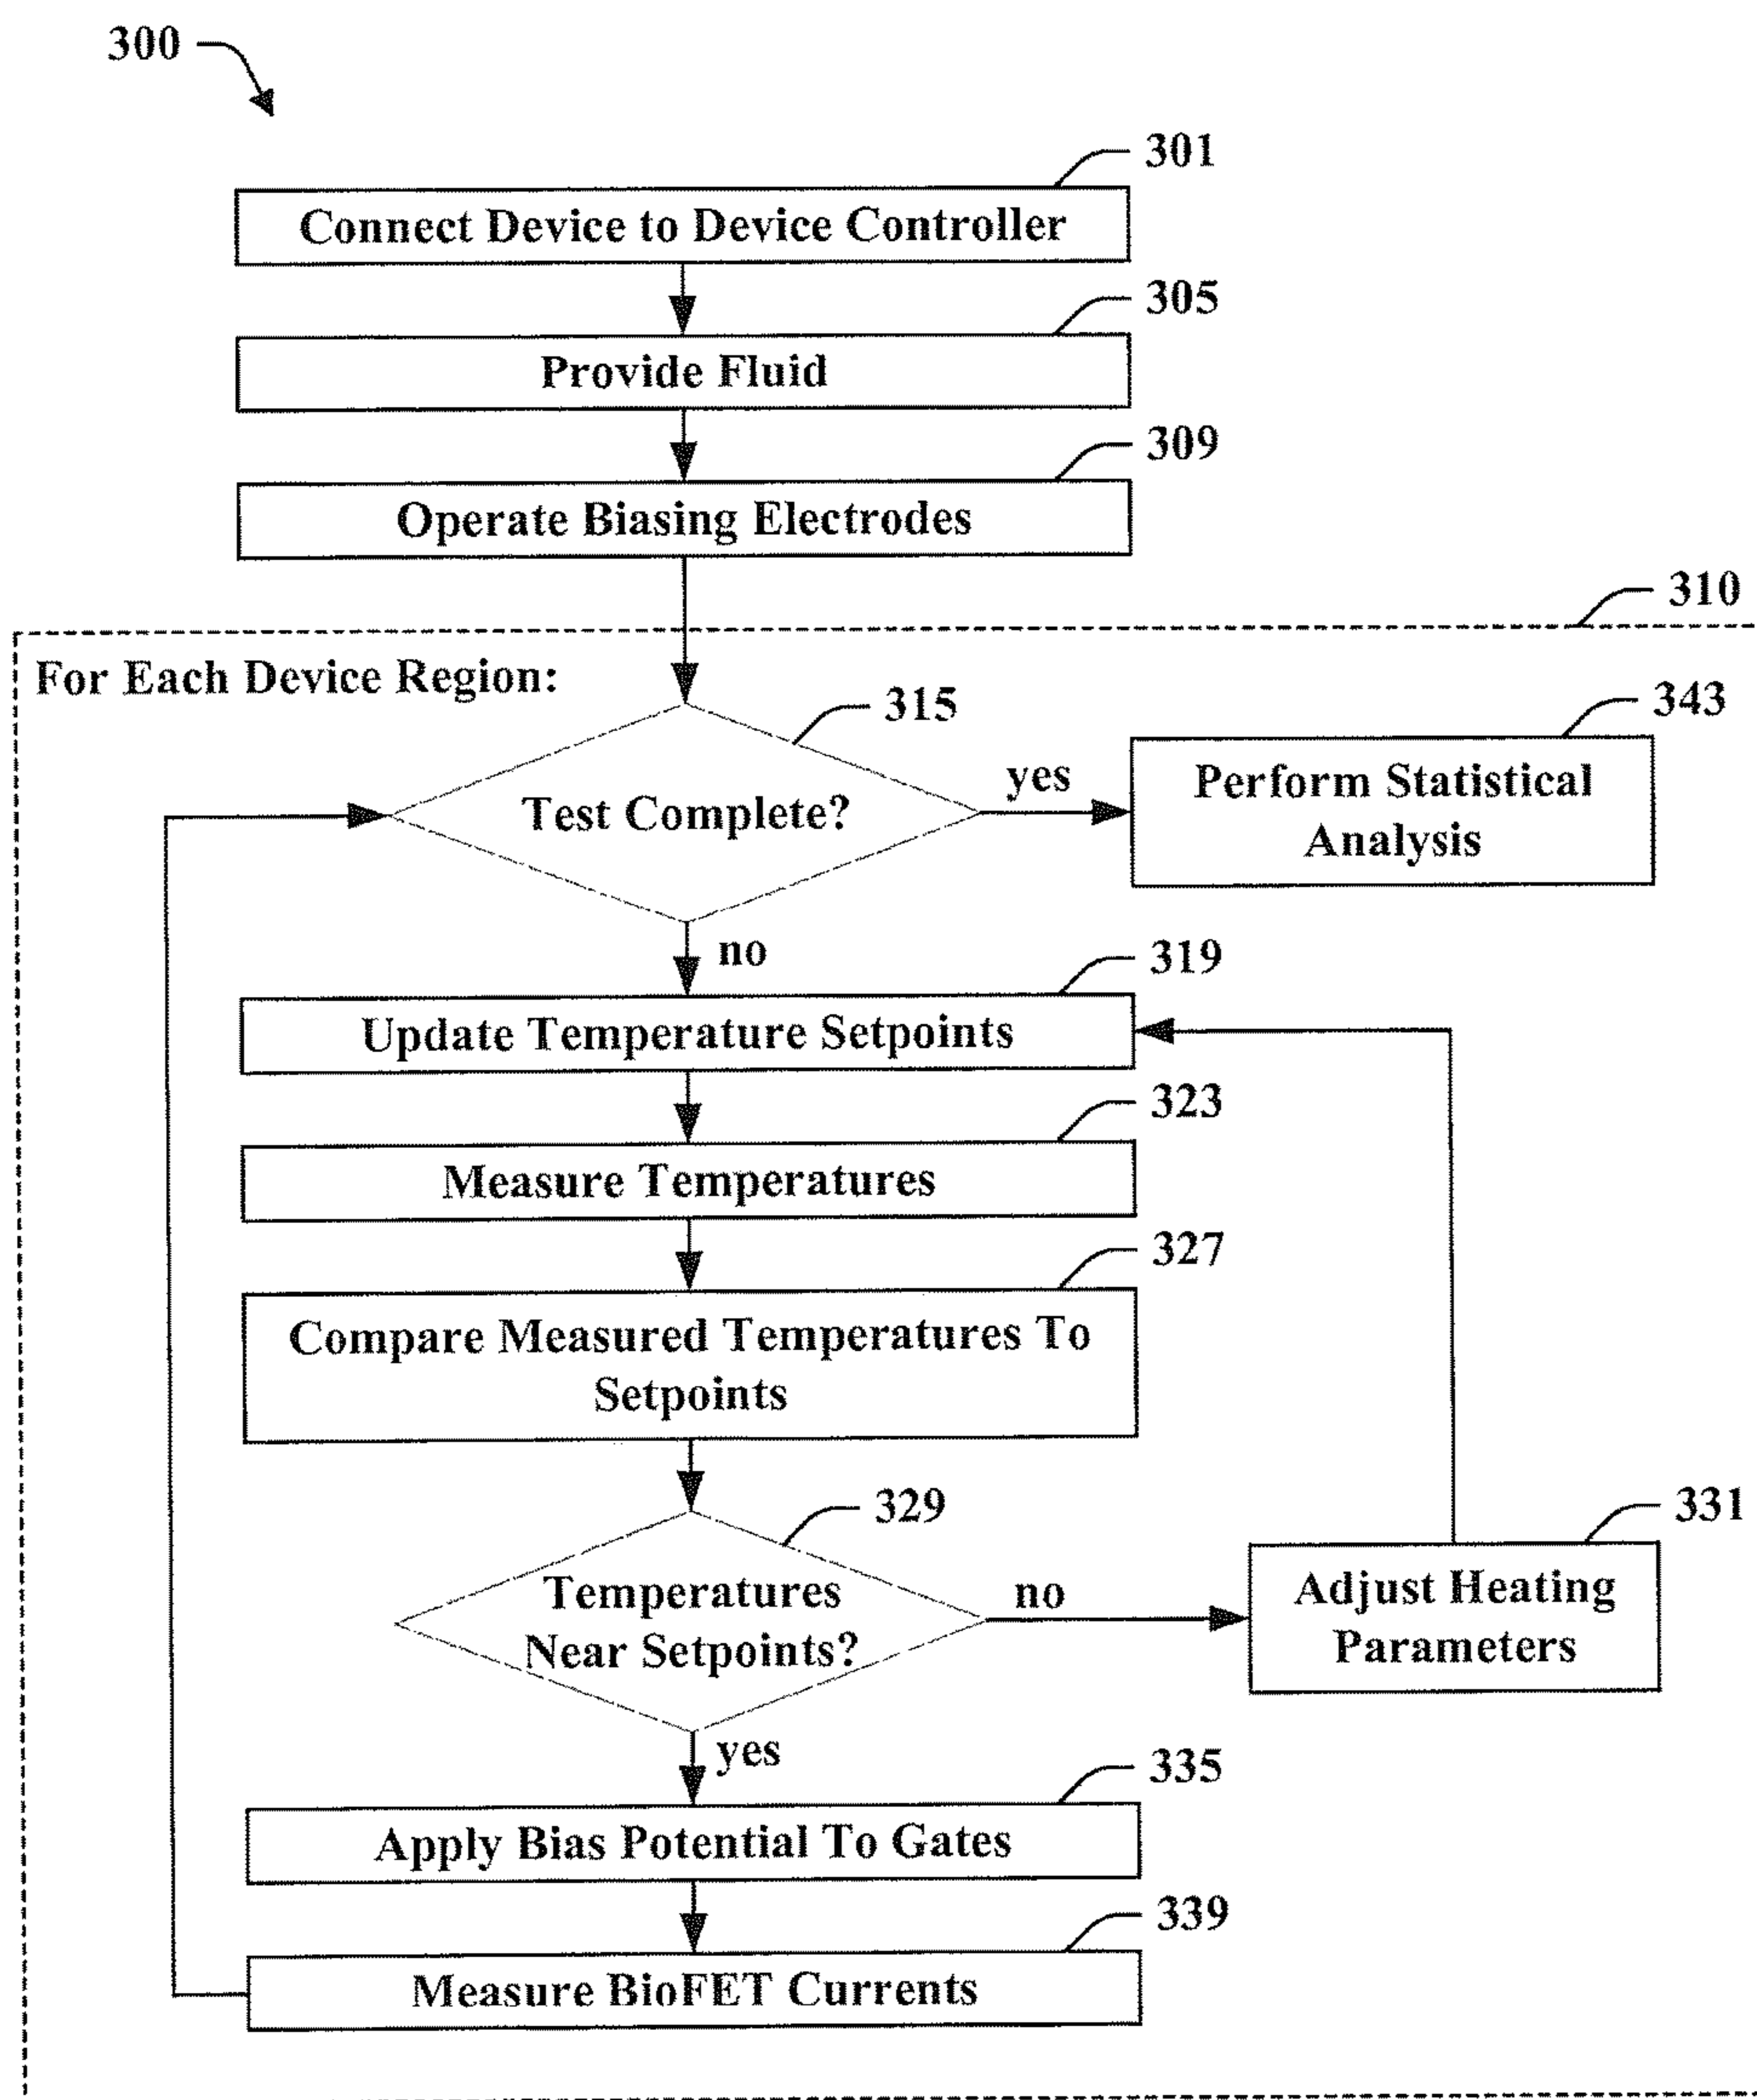 300
301
Connect Device to Device Controller
305
Provide Fluid
309
Operate Biasing Electrodes
310
For Each Device Region:
315
343
Test Complete?
yes
Perform Statistical
Analysis
no
319
Update Temperature Setpoints
323
Measure Temperatures
327
Compare Measured Temperatures To
Setpoints
329
331
Temperatures
Near Setpoints?
no
Adjust Heating
Parameters
yes
335
Apply Bias Potential To Gates
339
Measure BioFET Currents